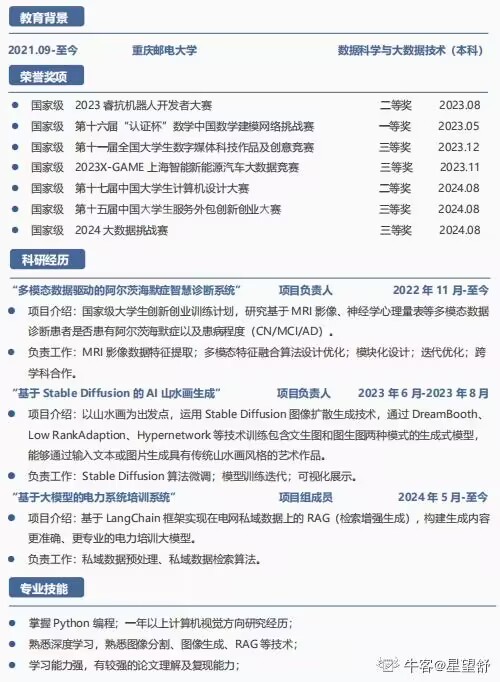 教育背景
2021.09-至今 重庆邮电大学 数据科学与大数据技术（本科）
荣誉奖项
国家级 2023 睿抗机器人开发者大赛 二等奖 2023.08
国家级 第十六届“认证杯”数学中国数学建模网络挑战赛 一等奖 2023.05
国家级 第十一届全国大学生数字媒体科技作品及创意竞赛 三等奖 2023.12
国家级 2023X-GAME 上海智能新能源汽车大数据竞赛 三等奖 2023.11
国家级 第十七届中国大学生计算机设计大赛 二等奖 2024.08
国家级 第十五届中国大学生服务外包创新创业大赛 三等奖 2024.08
国家级 2024 大数据挑战赛 三等奖 2024.08
科研经历
“多模态数据驱动的阿尔茨海默症智慧诊断系统” 项目负责人 2022 年 11 月-至今
项目介绍：国家级大学生创新创业训练计划，研究基于 MRI 影像、神经学心理量表等多模态数据
诊断患者是否患有阿尔茨海默症以及患病程度（CN/MCI/AD）。
负责工作：MRI 影像数据特征提取；多模态特征融合算法设计优化；模块化设计；迭代优化；跨
学科合作。
“基于 Stable Diffusion 的 AI 山水画生成” 项目负责人 2023 年 6 月-2023 年 8 月
项目介绍：以山水画为出发点，运用 Stable Diffusion 图像扩散生成技术，通过 DreamBooth、
Low RankAdaption、Hypernetwork 等技术训练包含文生图和图生图两种模式的生成式模型，
能够通过输入文本或图片生成具有传统山水画风格的艺术作品。
负责工作：Stable Diffusion 算法微调；模型训练迭代；可视化展示。
“基于大模型的电力系统培训系统” 项目组成员 2024 年 5 月-至今
项目介绍：基于 LangChain 框架实现在电网私域数据上的 RAG（检索增强生成），构建生成内容
更准确、更专业的电力培训大模型。
负责工作：私域数据预处理、私域数据检索算法。
专业技能
掌握 Python 编程；一年以上计算机视觉方向研究经历；
熟悉深度学习，熟悉图像分割、图像生成、RAG 等技术；
学习能力强，有较强的论文理解及复现能力；
牛客@星望舒